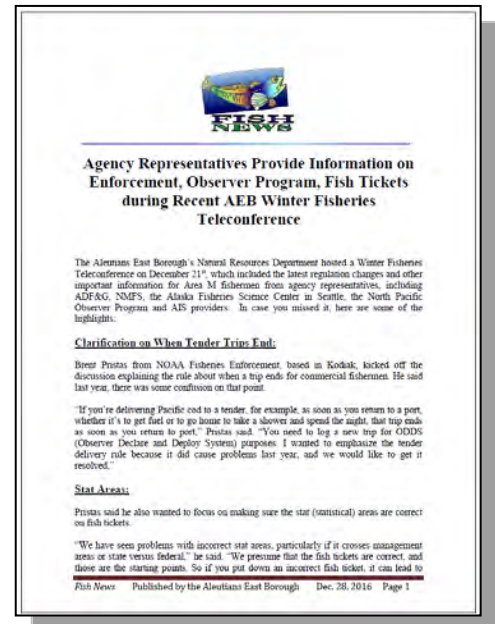 FISH
NEWS
Agency Representatives Provide Information on
Enforcement, Observer Program, Fish Tickets
during Recent AEB Winter Fisheries
Teleconference
The Aleutians East Borough's Natural Resources Department hosted a Winter Fisheries
Teleconference on December 21st, which included the latest regulation changes and other
important information for Area M fishermen from agency representatives, including
ADF&G, NMFS, the Alaska Fisheries Science Center in Seattle, the North Pacific
Observer Program and AIS providers. In case you missed it, here are some of the
highlights:
Clarification on When Tender Trips End:
Brent Pristas from NOAA Fisheries Enforcement, based in Kodiak, kicked off the
discussion explaining the rule about when a trip ends for commercial fishermen. He said
last year, there was some confusion on that point.
"If you're delivering Pacific cod to a tender, for example, as soon as you return to a port,
whether it's to get fuel or to go home to take a shower and spend the night, that trip ends
as soon as you return to port," Pristas said. "You need to log a new trip for ODDS
(Observer Declare and Deploy System) purposes. I wanted to emphasize the tender
delivery rule because it did cause problems last year, and we would like to get it
resolved."
Stat Areas:
Pristas said he also wanted to focus on making sure the stat (statistical) areas are correct
on fish tickets.
"We have seen problems with incorrect stat areas, particularly if it crosses management
areas or state versus federal," he said. "We presume that the fish tickets are correct, and
those are the starting points. So if you put down an incorrect fish ticket, it can lead to
Fish News Published by the Aleutians East Borough Dec. 28, 2016 Page 1